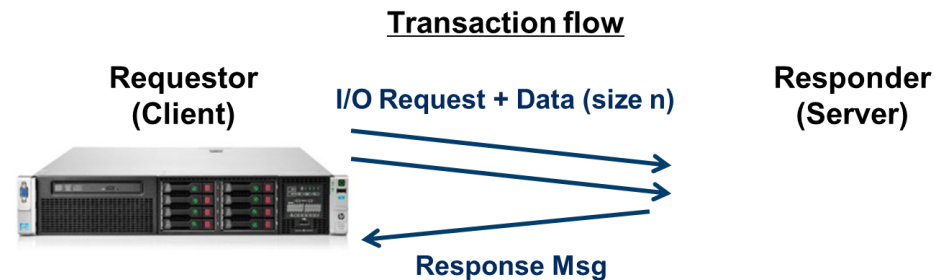 Transaction flow
Requestor
(Client)
I/O Request + Data (size n)
Responder
(Server)
Response Msg